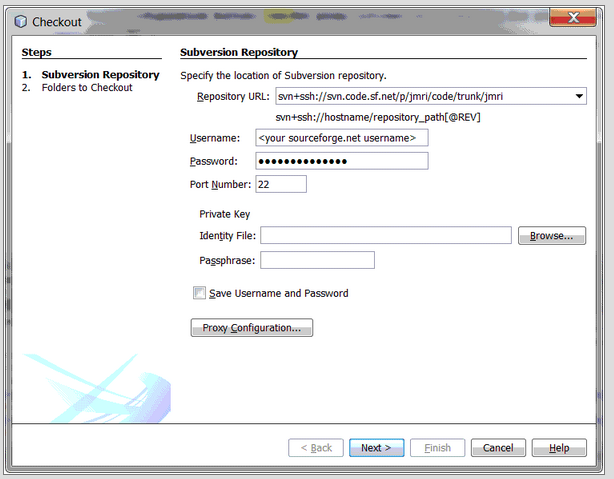 Checkout
Steps
1. Subversion Repository
2. Folders to Checkout
Subversion Repository
Specify the location of Subversion repository.
Repository URL: svn+ssh://svn.code.sf.net/p/jmri/code/trunk/jmri
svn+ssh://hostname/repository_path[@REV]
Username: <your sourceforge.net username>
Password: ••••••••••••••
Port Number: 22
Private Key
Identity File: Browse...
Passphrase:
Save Username and Password
Proxy Configuration...
< Back Next > Finish Cancel Help